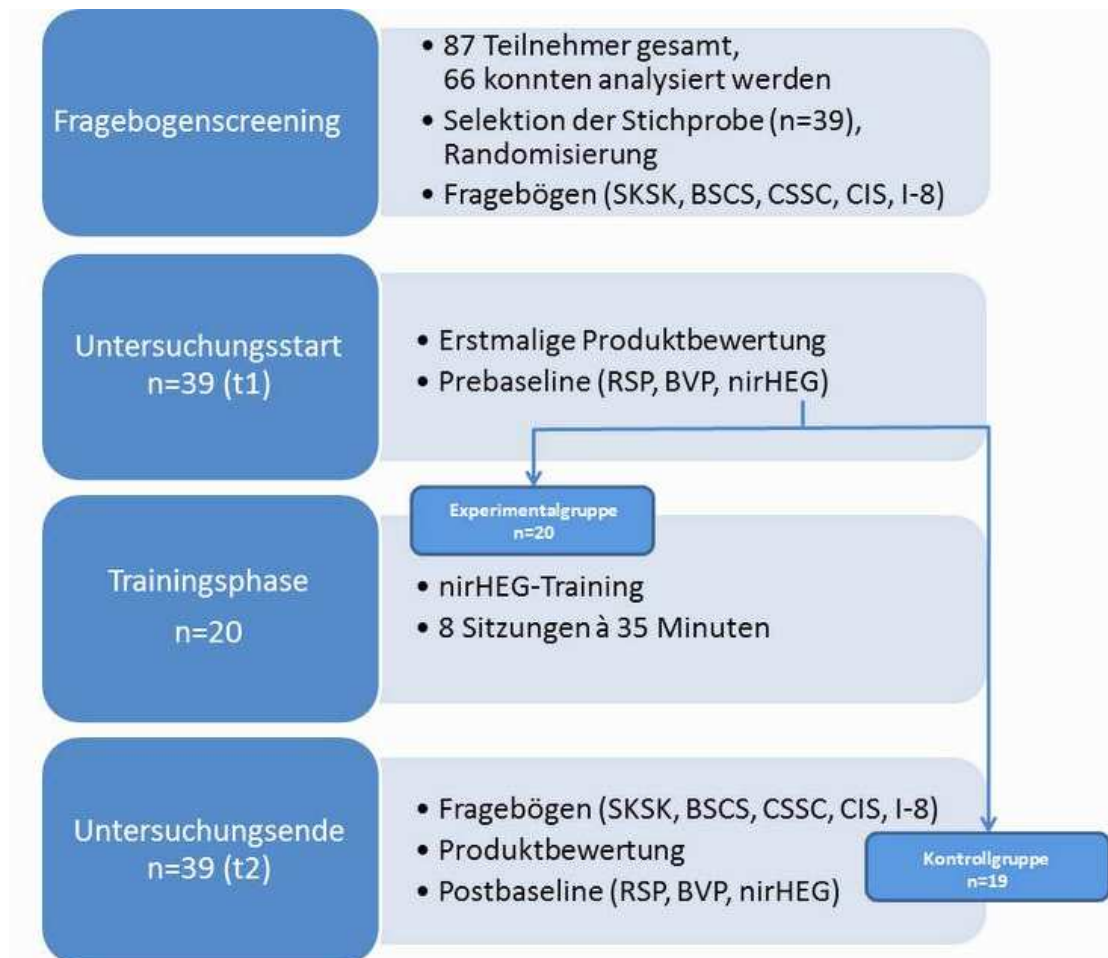 Fragebogenscreening
• 87 Teilnehmer gesamt,
66 konnten analysiert werden
• Selektion der Stichprobe (n=39),
Randomisierung
• Fragebögen (SKSK, BSCS, CSSC, CIS, I-8)
Untersuchungsstart
n=39 (t1)
• Erstmalige Produktbewertung
• Prebaseline (RSP, BVP, nirHEG)
Experimentalgruppe
n=20
Trainingsphase
n=20
• nirHEG-Training
• 8 Sitzungen à 35 Minuten
Untersuchungsende
n=39 (t2)
• Fragebögen (SKSK, BSCS, CSSC, CIS, I-8)
• Produktbewertung
• Postbaseline (RSP, BVP, nirHEG)
Kontrollgruppe
n=19